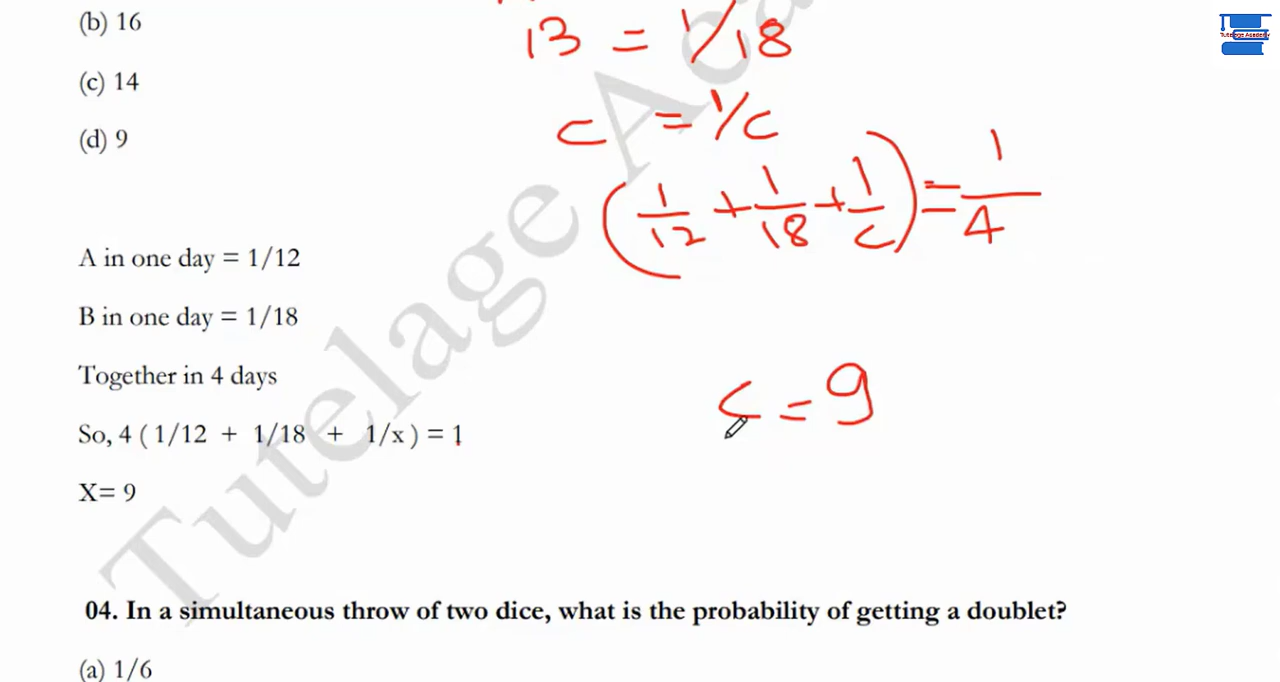 (b) 16
13 = 1/18
(c) 14
c = 1/c
(d) 9
(1/12 + 1/18 + 1/c) = 1/4
A in one day = 1/12
B in one day = 1/18
Together in 4 days
c = 9
So, 4 ( 1/12 + 1/18 + 1/x ) = 1
X= 9
04. In a simultaneous throw of two dice, what is the probability of getting a doublet?
(a) 1/6
Tutelage Aca
Tutelage Academy